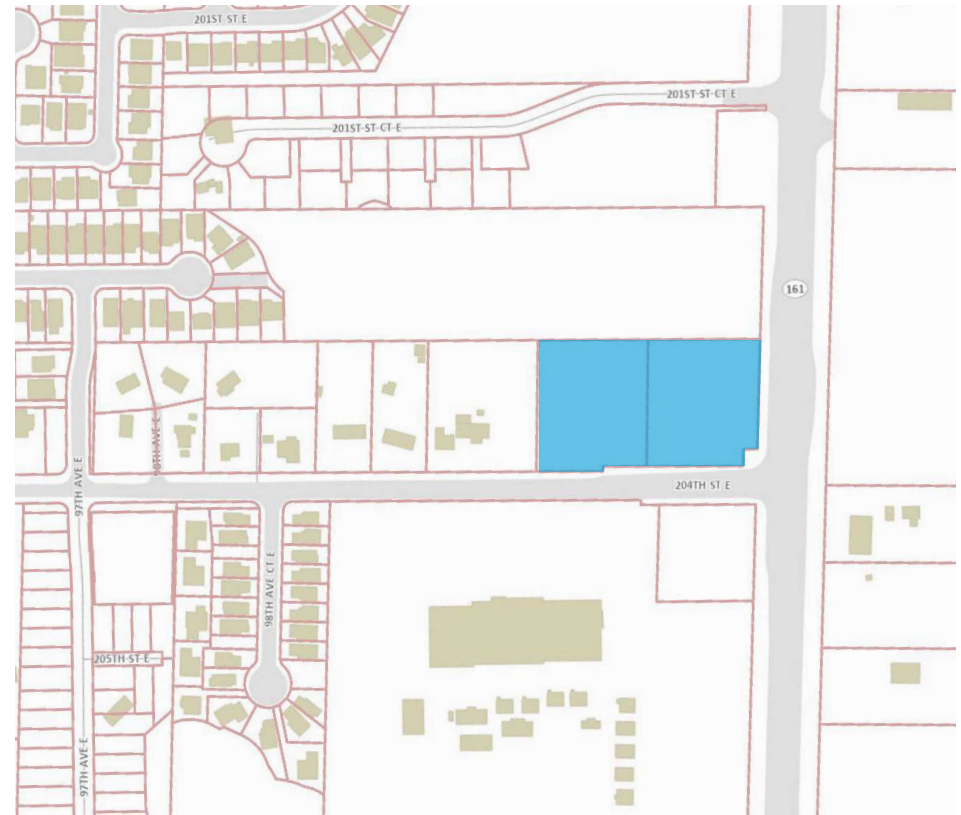 201ST ST E
201ST-ST-CT-E
201ST-ST-CT-E
161
98TH-AVE-E
97TH AVE E
204TH ST E
98TH AVE CT E
205TH-ST-E
97TH-AVE-E